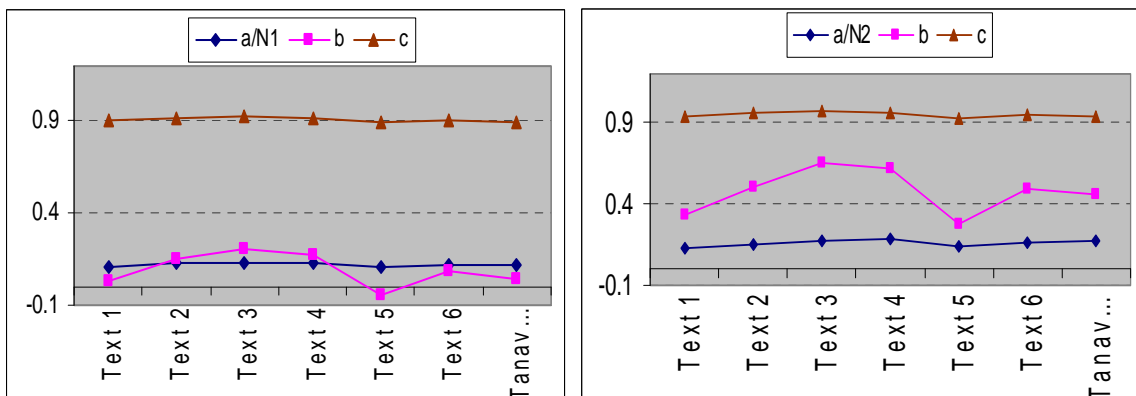 a/N1 b c
0.9
0.4
-0.1
Text 1
Text 2
Text 3
Text 4
Text 5
Text 6
Tanav...
a/N2 b c
0.9
0.4
-0.1
Text 1
Text 2
Text 3
Text 4
Text 5
Text 6
Tanav...